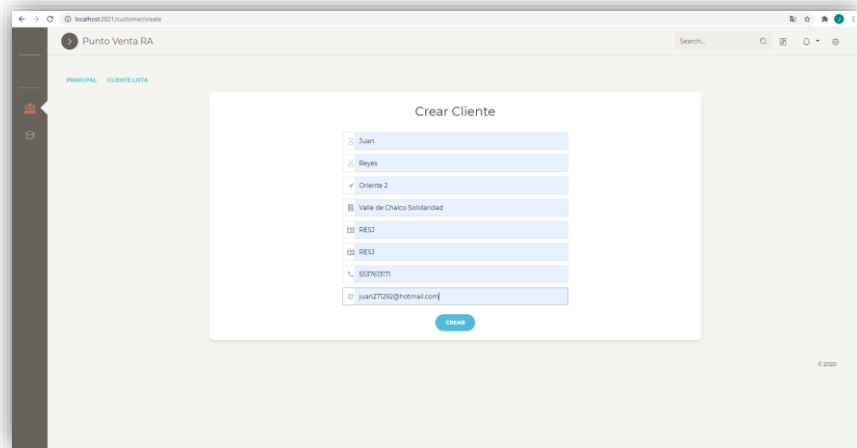 localhost:2021/customer/create
Punto Venta RA
Search...
PRINCIPAL CLIENTE LISTA
Crear Cliente
Juan
Reyes
Oriente 2
Valle de Chalco Solidaridad
RESJ
RESJ
5537613171
juan271292@hotmail.com
CREAR
© 2020